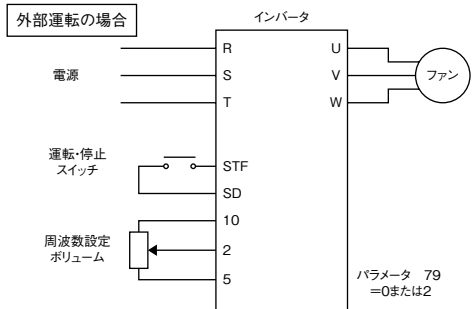 外部運転の場合
インバータ
R
U
電源
S
V
ファン
T
W
運転・停止
スイッチ
STF
SD
10
周波数設定
ボリューム
2
5
パラメータ 79
=0または2